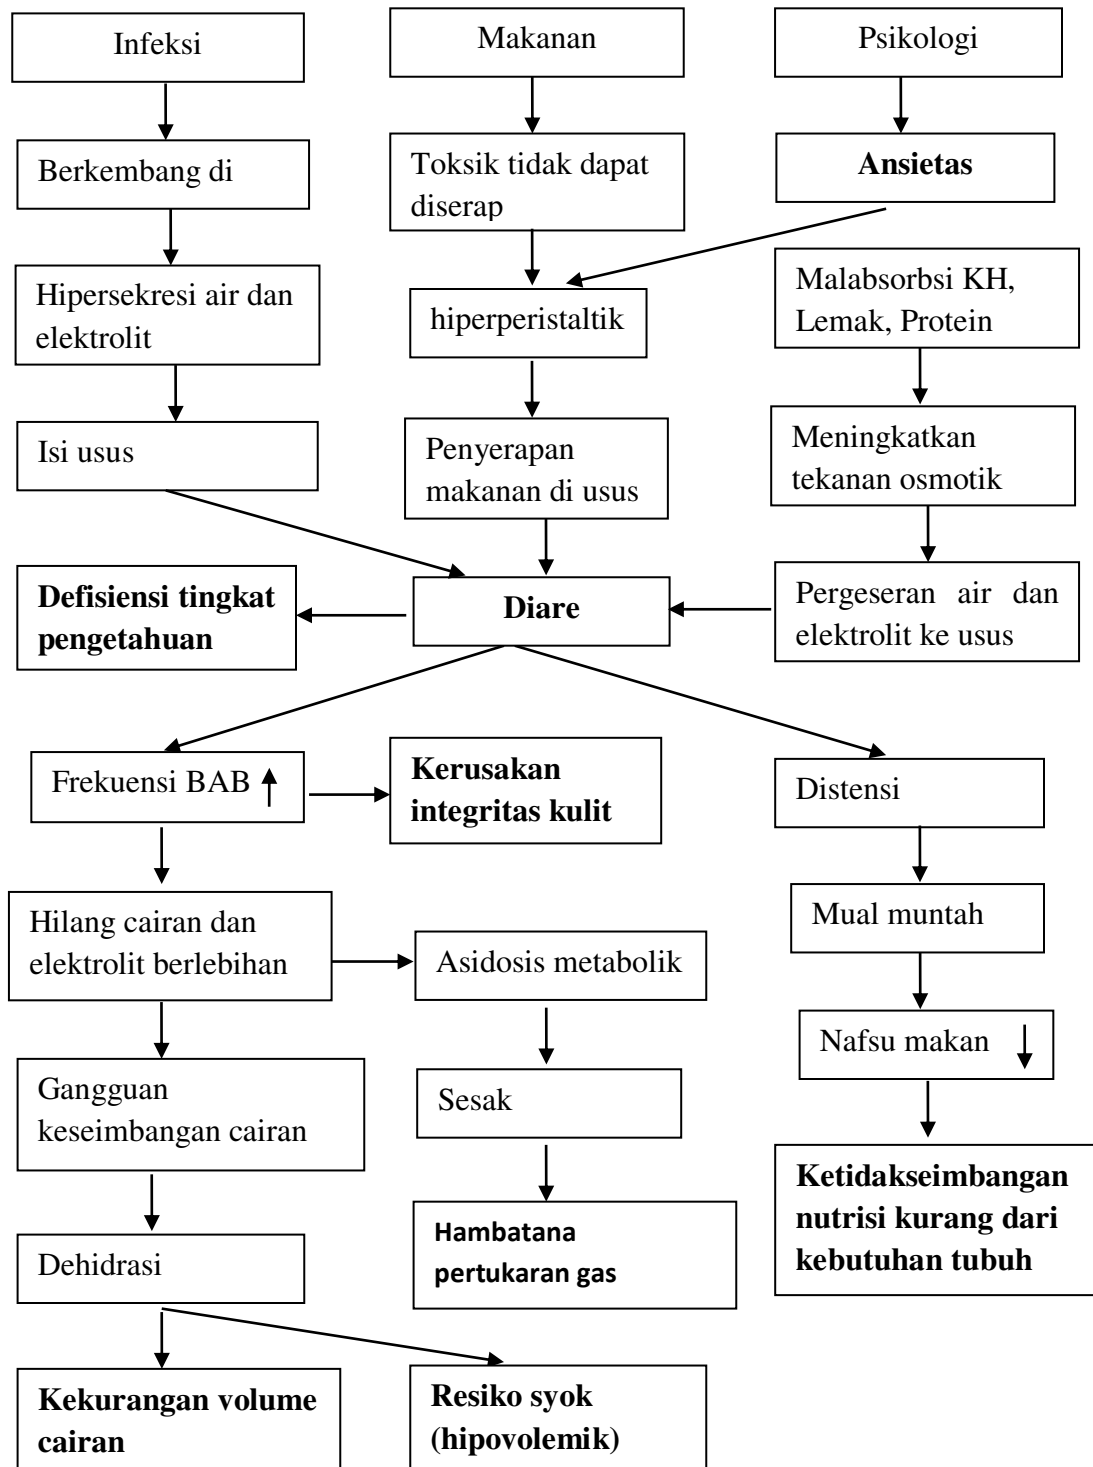 Infeksi
Makanan
Psikologi
Berkembang di
Toksik tidak dapat
diserap
Ansietas
Hipersekresi air dan
elektrolit
hiperperistaltik
Malabsorbsi KH,
Lemak, Protein
Isi usus
Penyerapan
makanan di usus
Meningkatkan
tekanan osmotik
Defisiensi tingkat
pengetahuan
Diare
Pergeseran air dan
elektrolit ke usus
Frekuensi BAB ↑
Kerusakan
integritas kulit
Distensi
Hilang cairan dan
elektrolit berlebihan
Asidosis metabolik
Mual muntah
Nafsu makan ↓
Gangguan
keseimbangan cairan
Sesak
Ketidakseimbangan
nutrisi kurang dari
kebutuhan tubuh
Dehidrasi
Hambatana
pertukaran gas
Kekurangan volume
cairan
Resiko syok
(hipovolemik)